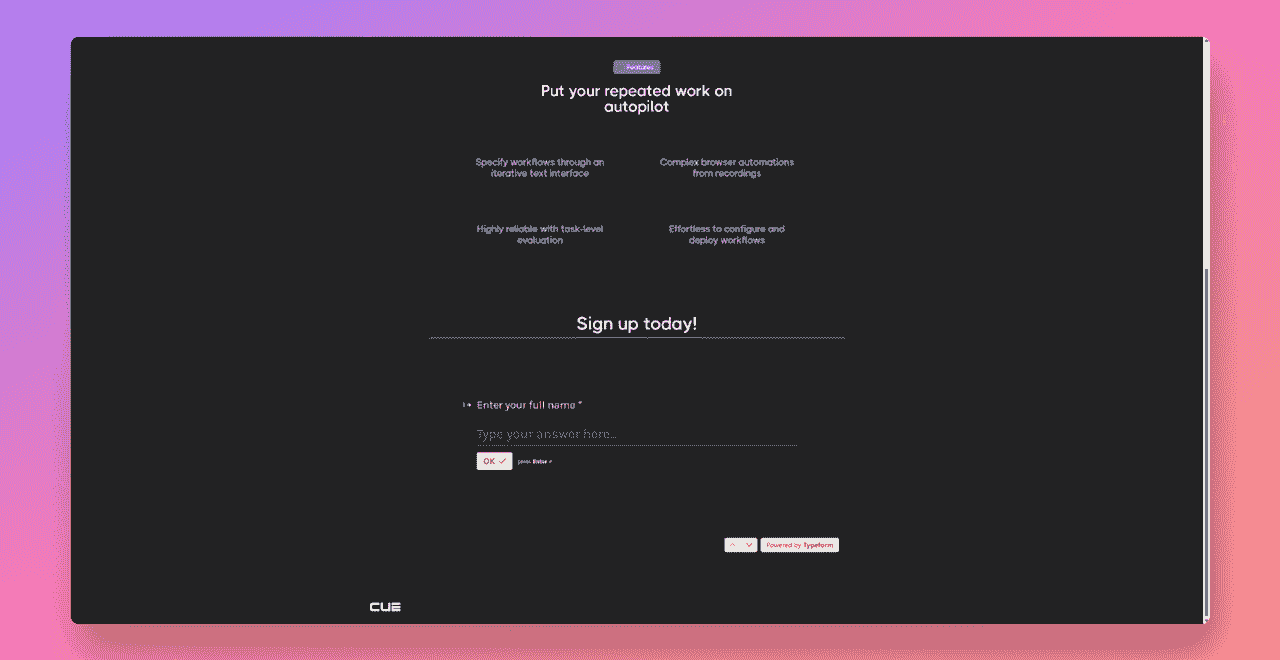 Features
Put your repeated work on
autopilot
Specify workflows through an
iterative text interface
Complex browser automations
from recordings
Highly reliable with task-level
evaluation
Effortless to configure and
deploy workflows
Sign up today!
1 Enter your full name *
Type your answer here...
OK
press Enter
Powered by Typeform
CUE